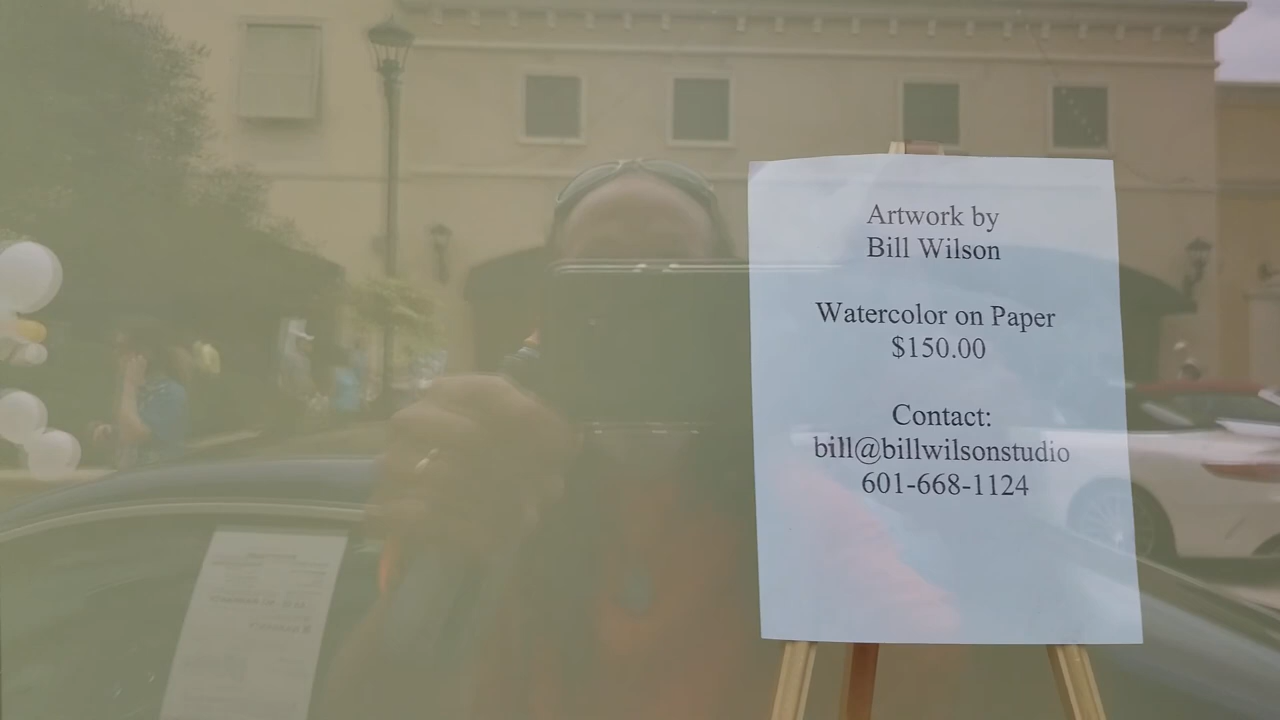 Artwork by
Bill Wilson
Watercolor on Paper
$150.00
Contact:
bill@billwilsonstudio
601-668-1124